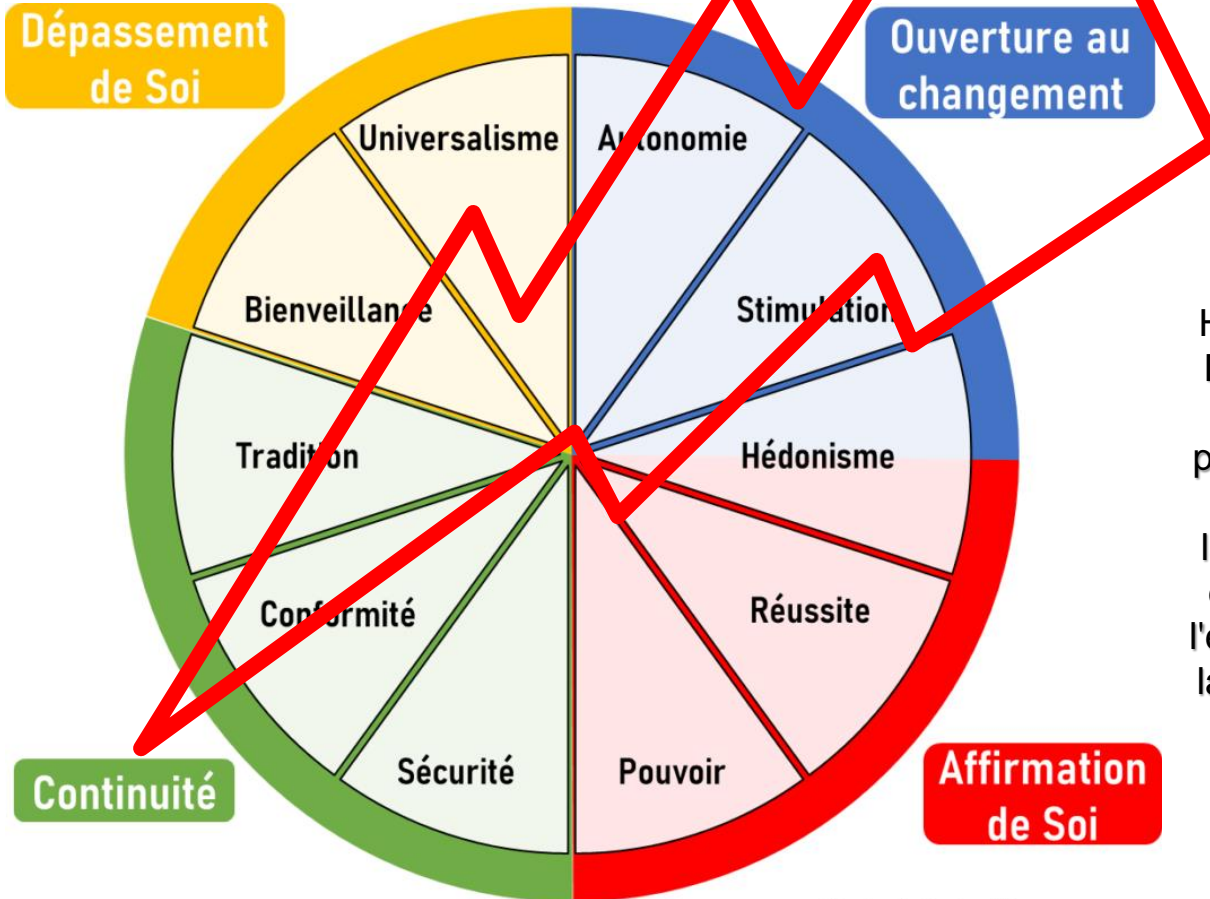 Dépassement
de Soi
Ouverture au
changement
Universalisme
Autonomie
Bienveillance
Stimulation
Tradition
Hédonisme
Conformité
Réussite
Sécurité
Pouvoir
Continuité
Affirmation
de Soi